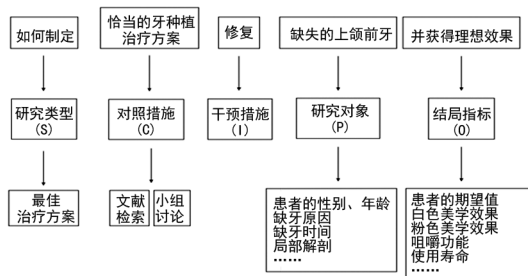 如何制定
恰当的牙种植
治疗方案
修复
缺失的上颌前牙
并获得理想效果
研究类型
(S)
对照措施
(C)
干预措施
(I)
研究对象
(P)
结局指标
(O)
最佳
治疗方案
文献
检索
小组
讨论
患者的性别、年龄
缺牙原因
缺牙时间
局部解剖
……
患者的期望值
白色美学效果
粉色美学效果
咀嚼功能
使用寿命
……